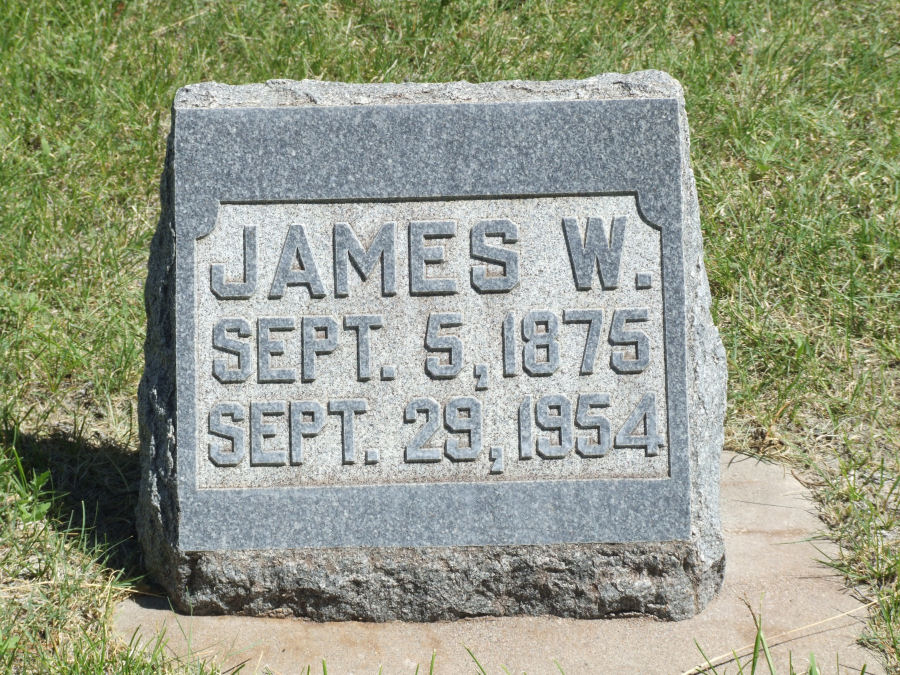 JAMES W.
SEPT. 5, 1875
SEPT. 29, 1954